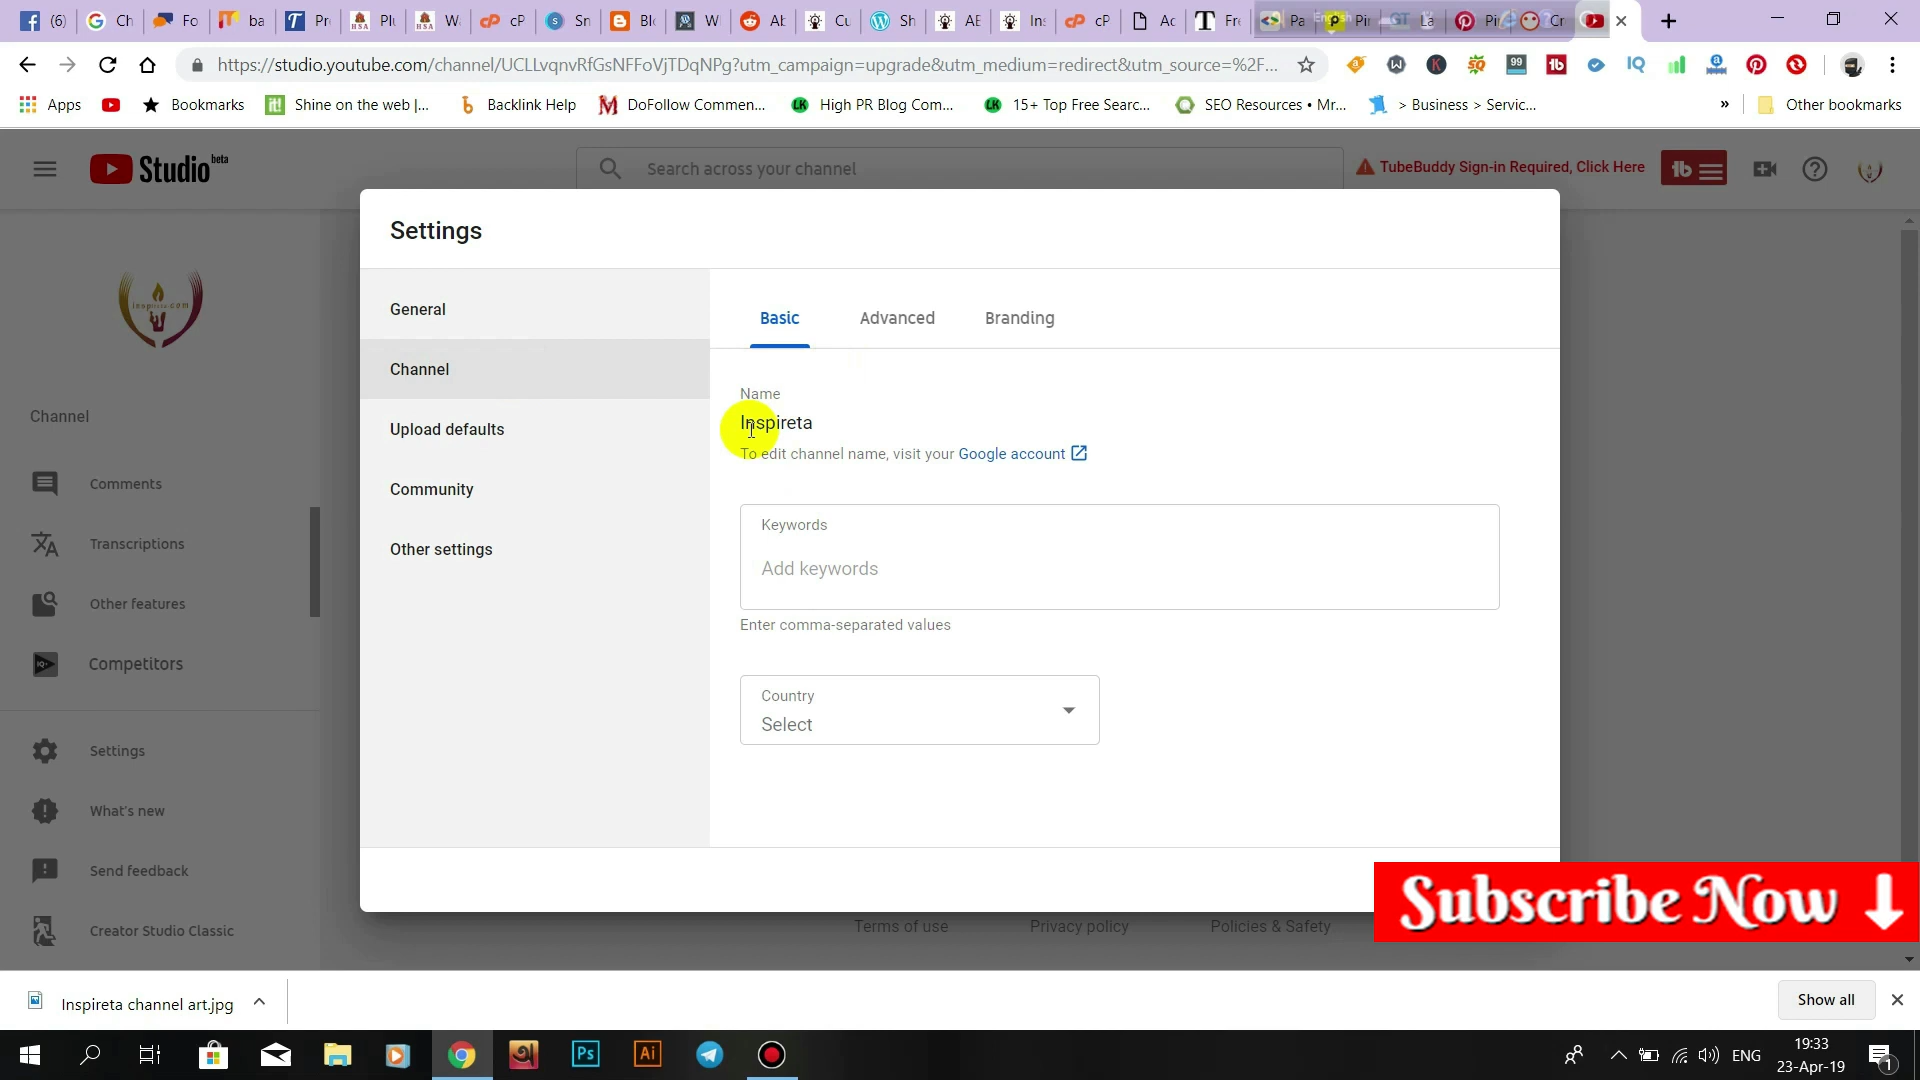 (6) Ch Fo ba Pr Plu W cP Sn Blo W Ab Cu Sh AE Ins cP Ac Fre Pa Pir La Pi Cr
https://studio.youtube.com/channel/UCLLvqnvRfGsNFFoVjTDqNPg?utm_campaign=upgrade&utm_medium=redirect&utm_source=%2F...
Apps Bookmarks Shine on the web |... Backlink Help DoFollow Commen... High PR Blog Com... 15+ Top Free Searc... SEO Resources • Mr... > Business > Servic... » Other bookmarks
Studio beta
Search across your channel
TubeBuddy Sign-in Required, Click Here
Settings
General
Channel
Upload defaults
Community
Other settings
Basic Advanced Branding
Name
Inspireta
To edit channel name, visit your Google account
Keywords
Add keywords
Enter comma-separated values
Country
Select
Channel
Comments
Transcriptions
Other features
Competitors
Settings
What's new
Send feedback
Creator Studio Classic
Terms of use Privacy policy Policies & Safety
Subscribe Now
Inspireta channel art.jpg
Show all
ENG
19:33
23-Apr-19
1